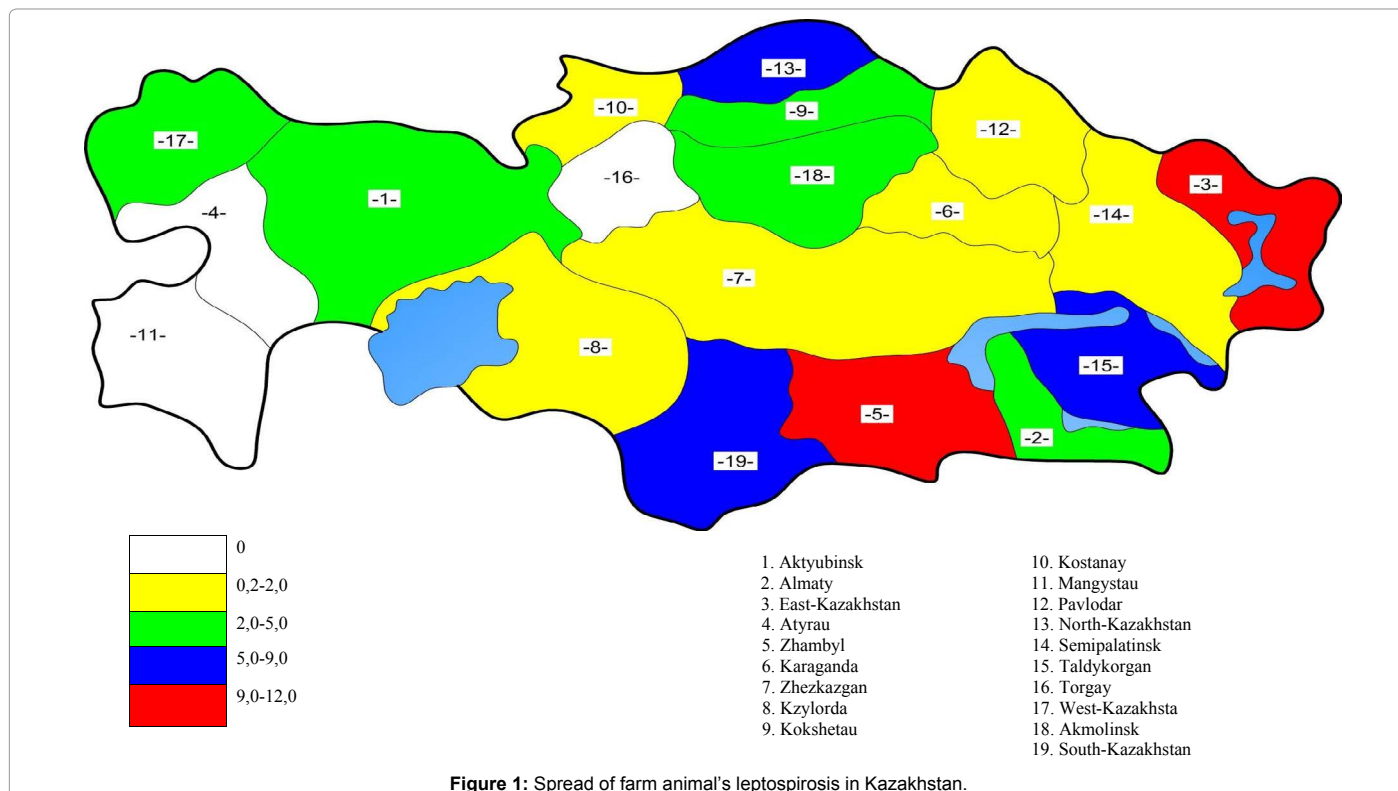 -13-
-10-
-9-
-12-
-17-
-16-
-18-
-3-
-1-
-4-
-6-
-14-
-7-
-11-
-8-
-15-
-5-
-2-
-19-
0
0,2-2,0
2,0-5,0
5,0-9,0
9,0-12,0
1. Aktyubinsk
2. Almaty
3. East-Kazakhstan
4. Atyrau
5. Zhambyl
6. Karaganda
7. Zhezkazgan
8. Kzylorda
9. Kokshetau
10. Kostanay
11. Mangystau
12. Pavlodar
13. North-Kazakhstan
14. Semipalatinsk
15. Taldykorgan
16. Torgay
17. West-Kazakhsta
18. Akmolinsk
19. South-Kazakhstan
Figure 1: Spread of farm animal's leptospirosis in Kazakhstan.